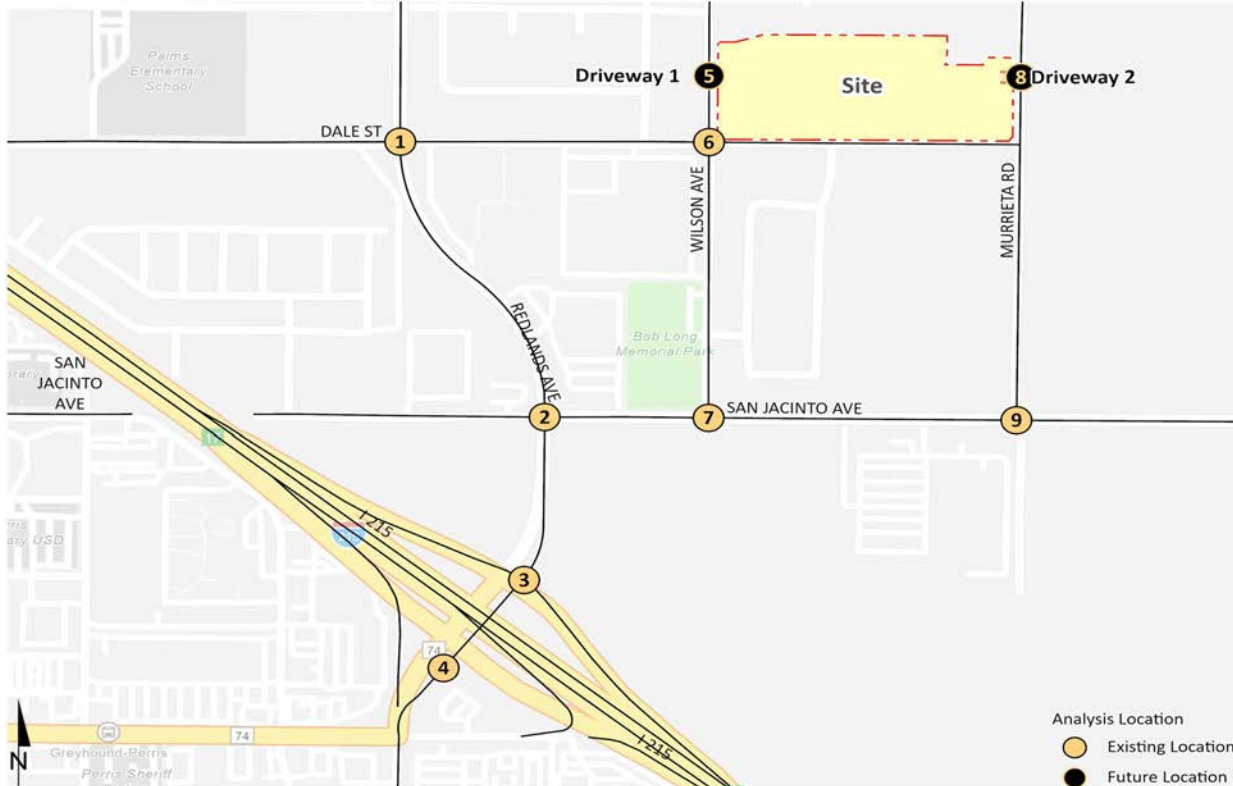 Palms
Elementary
School
Driveway 1
5
Site
8
Driveway 2
DALE ST
1
6
WILSON AVE
MURRIETA RD
REDLANDS AVE
Bob Long
Memorial Park
SAN
JACINTO
AVE
2
7
SAN JACINTO AVE
9
I 215
3
74
4
74
I 215
Greyhound-Perris
Perris Sheriff
N
Analysis Location
Existing Location
Future Location